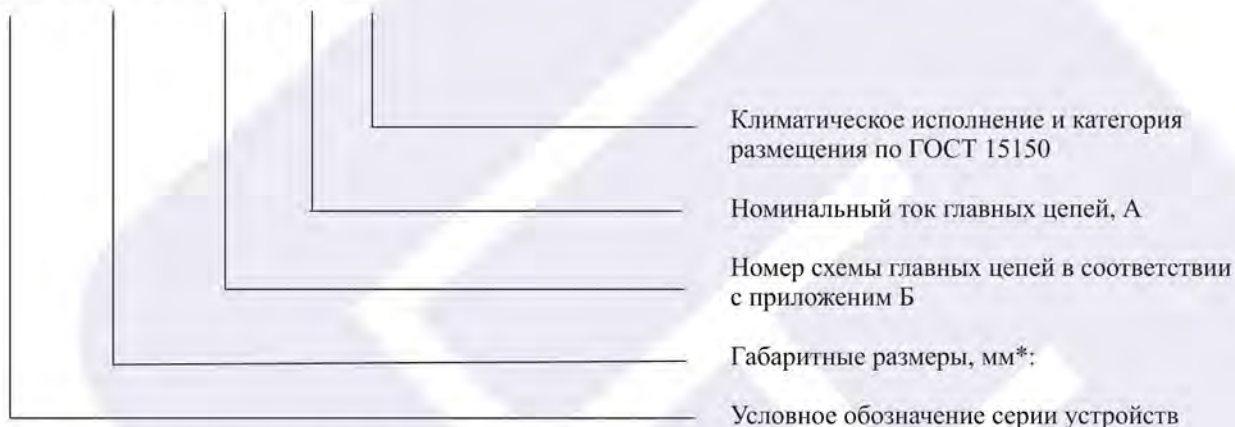 Климатическое исполнение и категория
размещения по ГОСТ 15150
Номинальный ток главных цепей, А
Номер схемы главных цепей в соответствии
с приложеним Б
Габаритные размеры, мм*:
Условное обозначение серии устройств